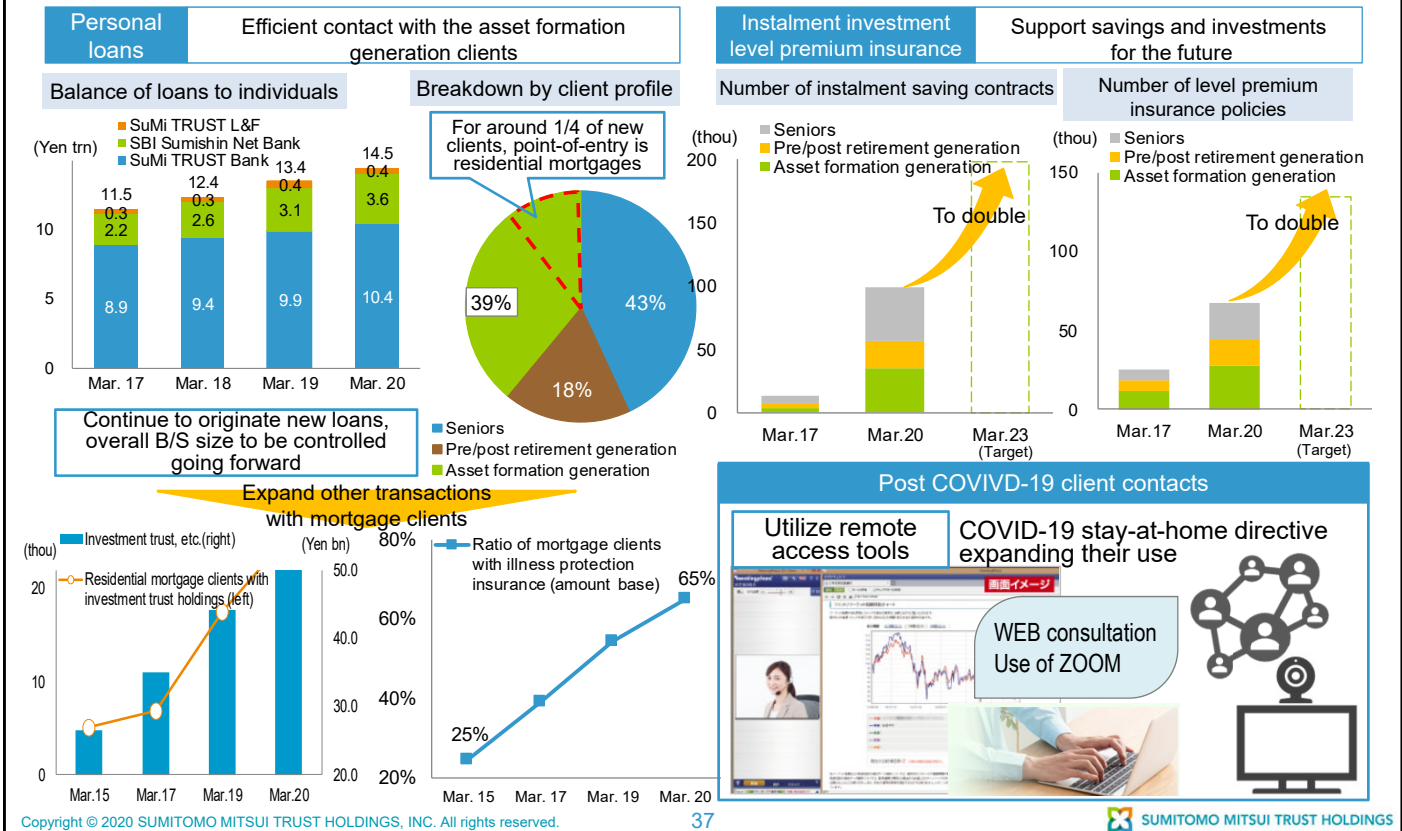 Personal
loans
Efficient contact with the asset formation
generation clients
Balance of loans to individuals
(Yen trn)
SuMi TRUST L&F
SBI Sumishin Net Bank
SuMi TRUST Bank
11.5
12.4
13.4
14.5
0.3
0.3
0.4
0.4
2.2
2.6
3.1
3.6
8.9
9.4
9.9
10.4
10
5
0
Mar. 17
Mar. 18
Mar. 19
Mar. 20
Breakdown by client profile
For around 1/4 of new
clients, point-of-entry is
residential mortgages
39%
43%
18%
Seniors
Pre/post retirement generation
Asset formation generation
Continue to originate new loans,
overall B/S size to be controlled
going forward
Expand other transactions
with mortgage clients
(thou)
Investment trust, etc.(right)
(Yen bn)
Residential mortgage clients with
investment trust holdings (left)
20
10
0
50.0
40.0
30.0
20.0
Mar.15
Mar.17
Mar.19
Mar.20
80%
60%
40%
20%
Ratio of mortgage clients
with illness protection
insurance (amount base)
65%
25%
Mar. 15
Mar. 17
Mar. 19
Mar. 20
Instalment investment
level premium insurance
Support savings and investments
for the future
Number of instalment saving contracts
(thou)
Seniors
Pre/post retirement generation
Asset formation generation
200
150
100
50
0
To double
Mar.17
Mar.20
Mar.23
(Target)
Number of level premium
insurance policies
(thou)
Seniors
Pre/post retirement generation
Asset formation generation
150
100
50
0
To double
Mar.17
Mar.20
Mar.23
(Target)
Post COVIVD-19 client contacts
Utilize remote
access tools
COVID-19 stay-at-home directive
expanding their use
画面イメージ
WEB consultation
Use of ZOOM
Copyright © 2020 SUMITOMO MITSUI TRUST HOLDINGS, INC. All rights reserved.
37
SUMITOMO MITSUI TRUST HOLDINGS